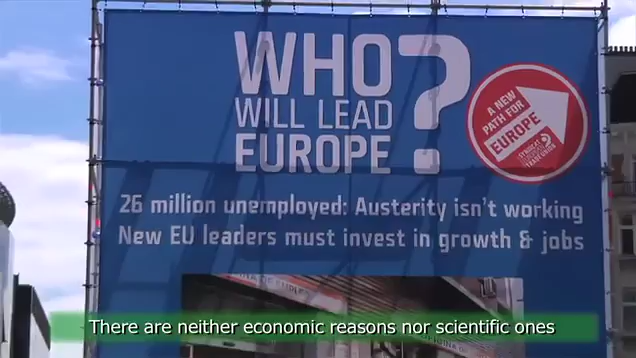 WHO
WILL LEAD
EUROPE
?
A NEW
PATH FOR
EUROPE
26 million unemployed: Austerity isn't working
New EU leaders must invest in growth & jobs
There are neither economic reasons nor scientific ones